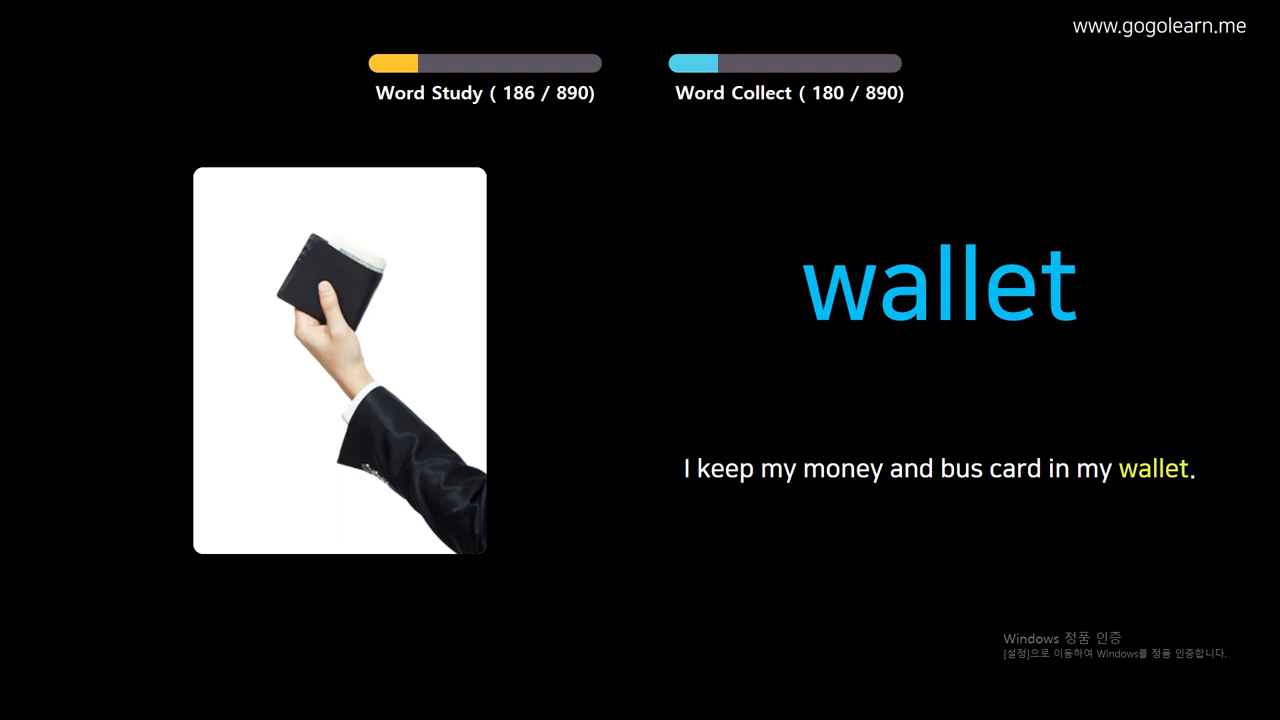 www.gogolearn.me
Word Study ( 186 / 890)
Word Collect ( 180 / 890)
wallet
I keep my money and bus card in my wallet.
Windows 정품 인증
[설정]으로 이동하여 Windows를 정품 인증합니다.